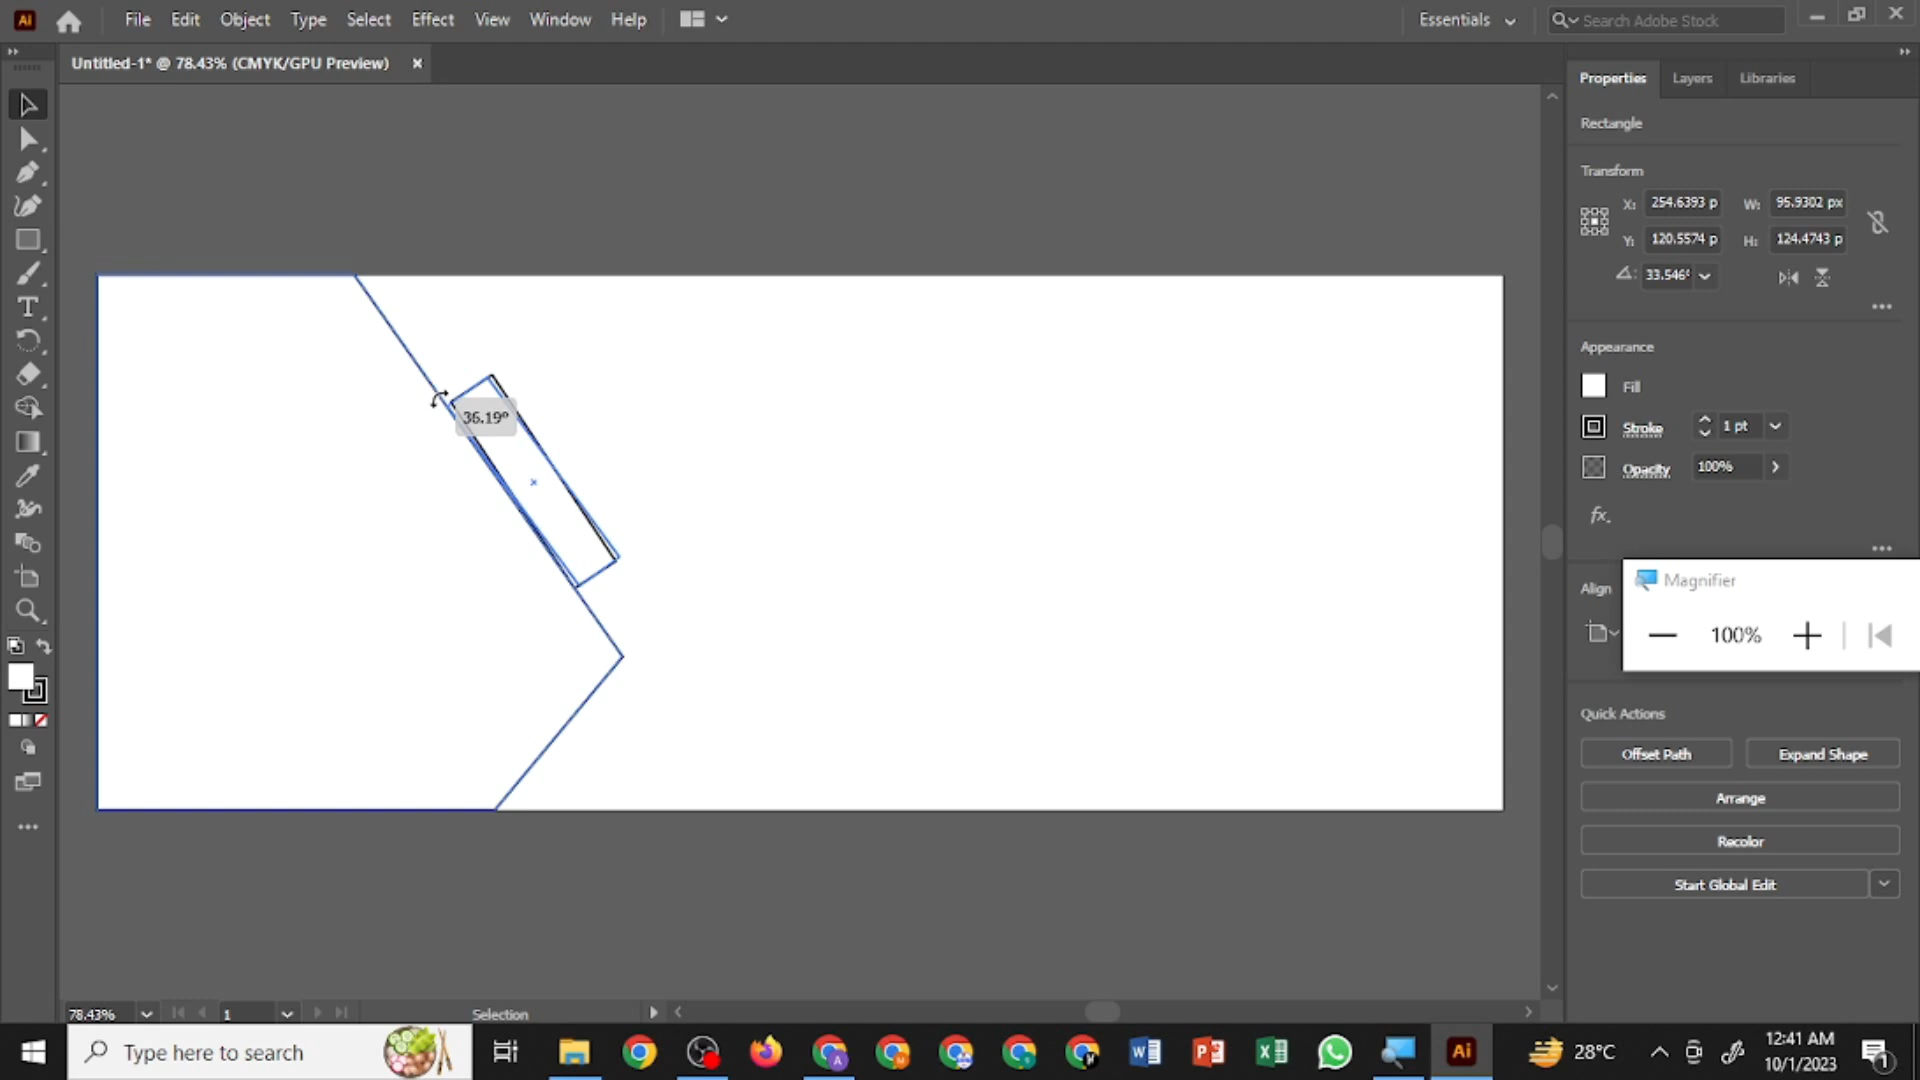 Ai File Edit Object Type Select Effect View Window Help Essentials Search Adobe Stock
Untitled-1* @ 78.43% (CMYK/GPU Preview) ×
Properties Layers Libraries
Rectangle
Transform
X: 254.6393 p W: 95.9302 px
Y: 120.5574 p H: 124.4743 p
33.546°
Appearance
Fill
Stroke 1 pt
Opacity 100%
fx.
36.19°
Align
Magnifier
100%
Quick Actions
Offset Path Expand Shape
Arrange
Recolor
Start Global Edit
78.43% 1 Selection
Type here to search
28°C
12:41 AM
10/1/2023
1